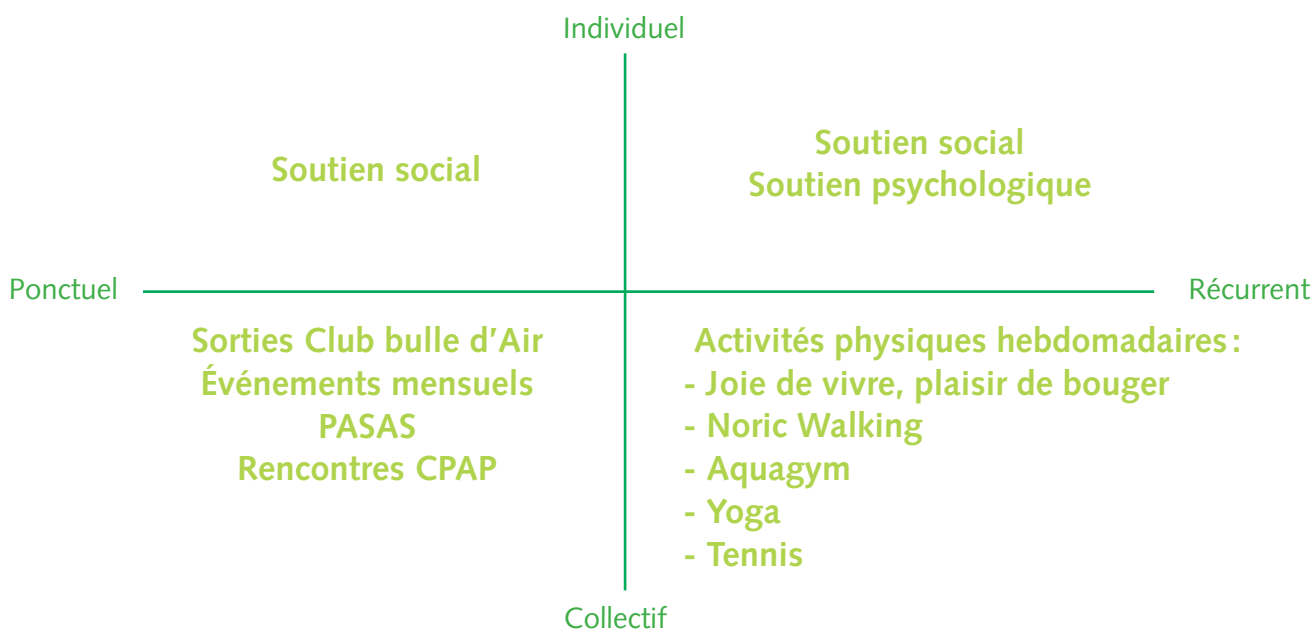 Individuel
Soutien social
Soutien social
Soutien psychologique
Ponctuel
Récurrent
Sorties Club bulle d'Air
Événements mensuels
PASAS
Rencontres CPAP
Activités physiques hebdomadaires :
- Joie de vivre, plaisir de bouger
- Noric Walking
- Aquagym
- Yoga
- Tennis
Collectif